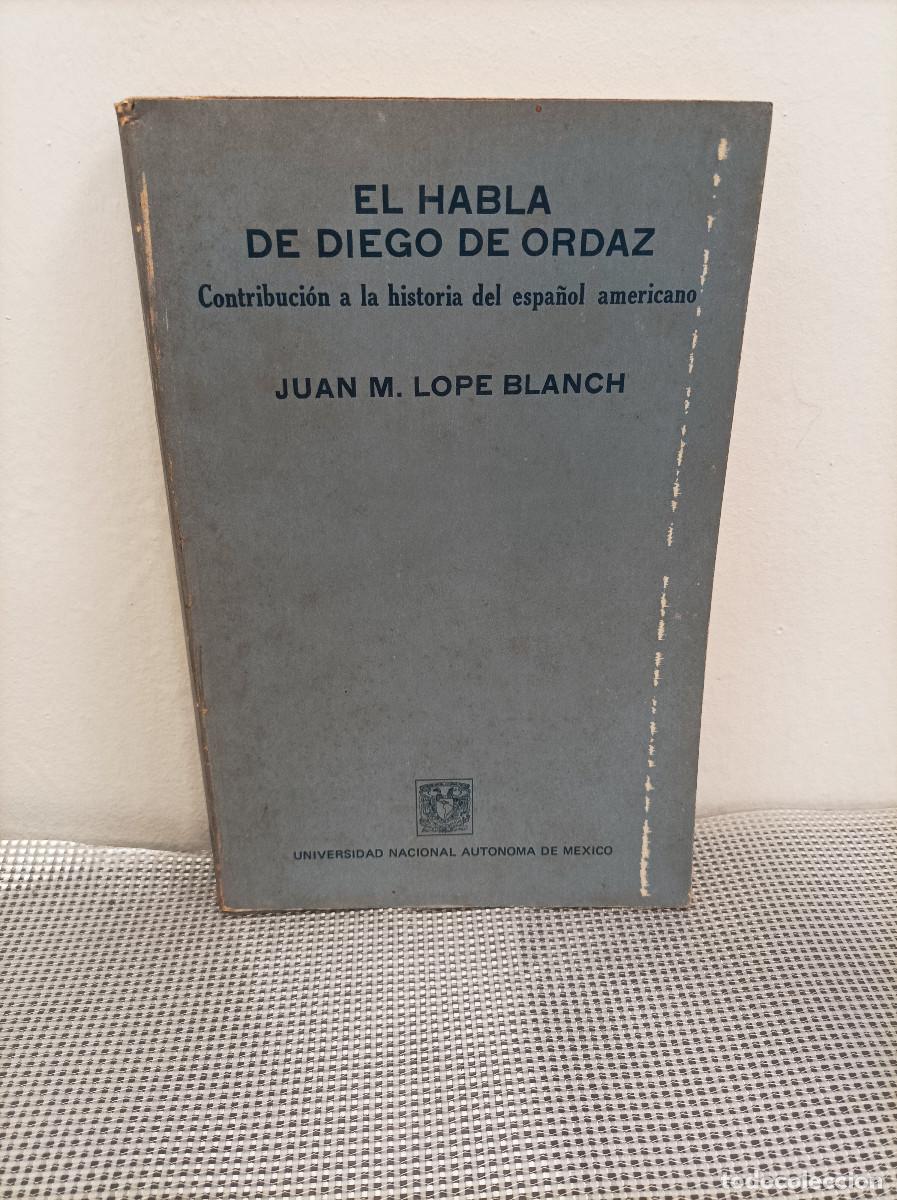 EL HABLA
DE DIEGO DE ORDAZ
Contribución a la historia del español americano
JUAN M. LOPE BLANCH
UNIVERSIDAD NACIONAL AUTONOMA DE MEXICO
todocoleccion